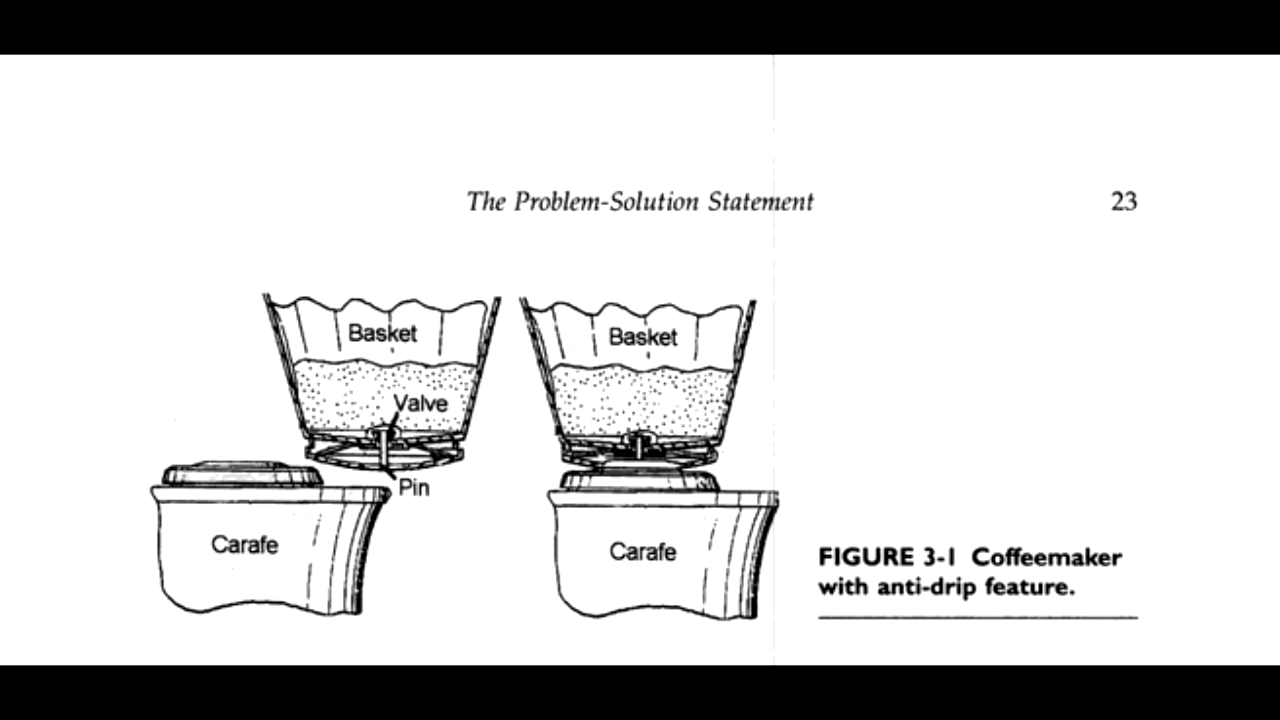 The Problem-Solution Statement 23
Basket
Valve
Pin
Carafe
Basket
Carafe
FIGURE 3-1 Coffeemaker
with anti-drip feature.